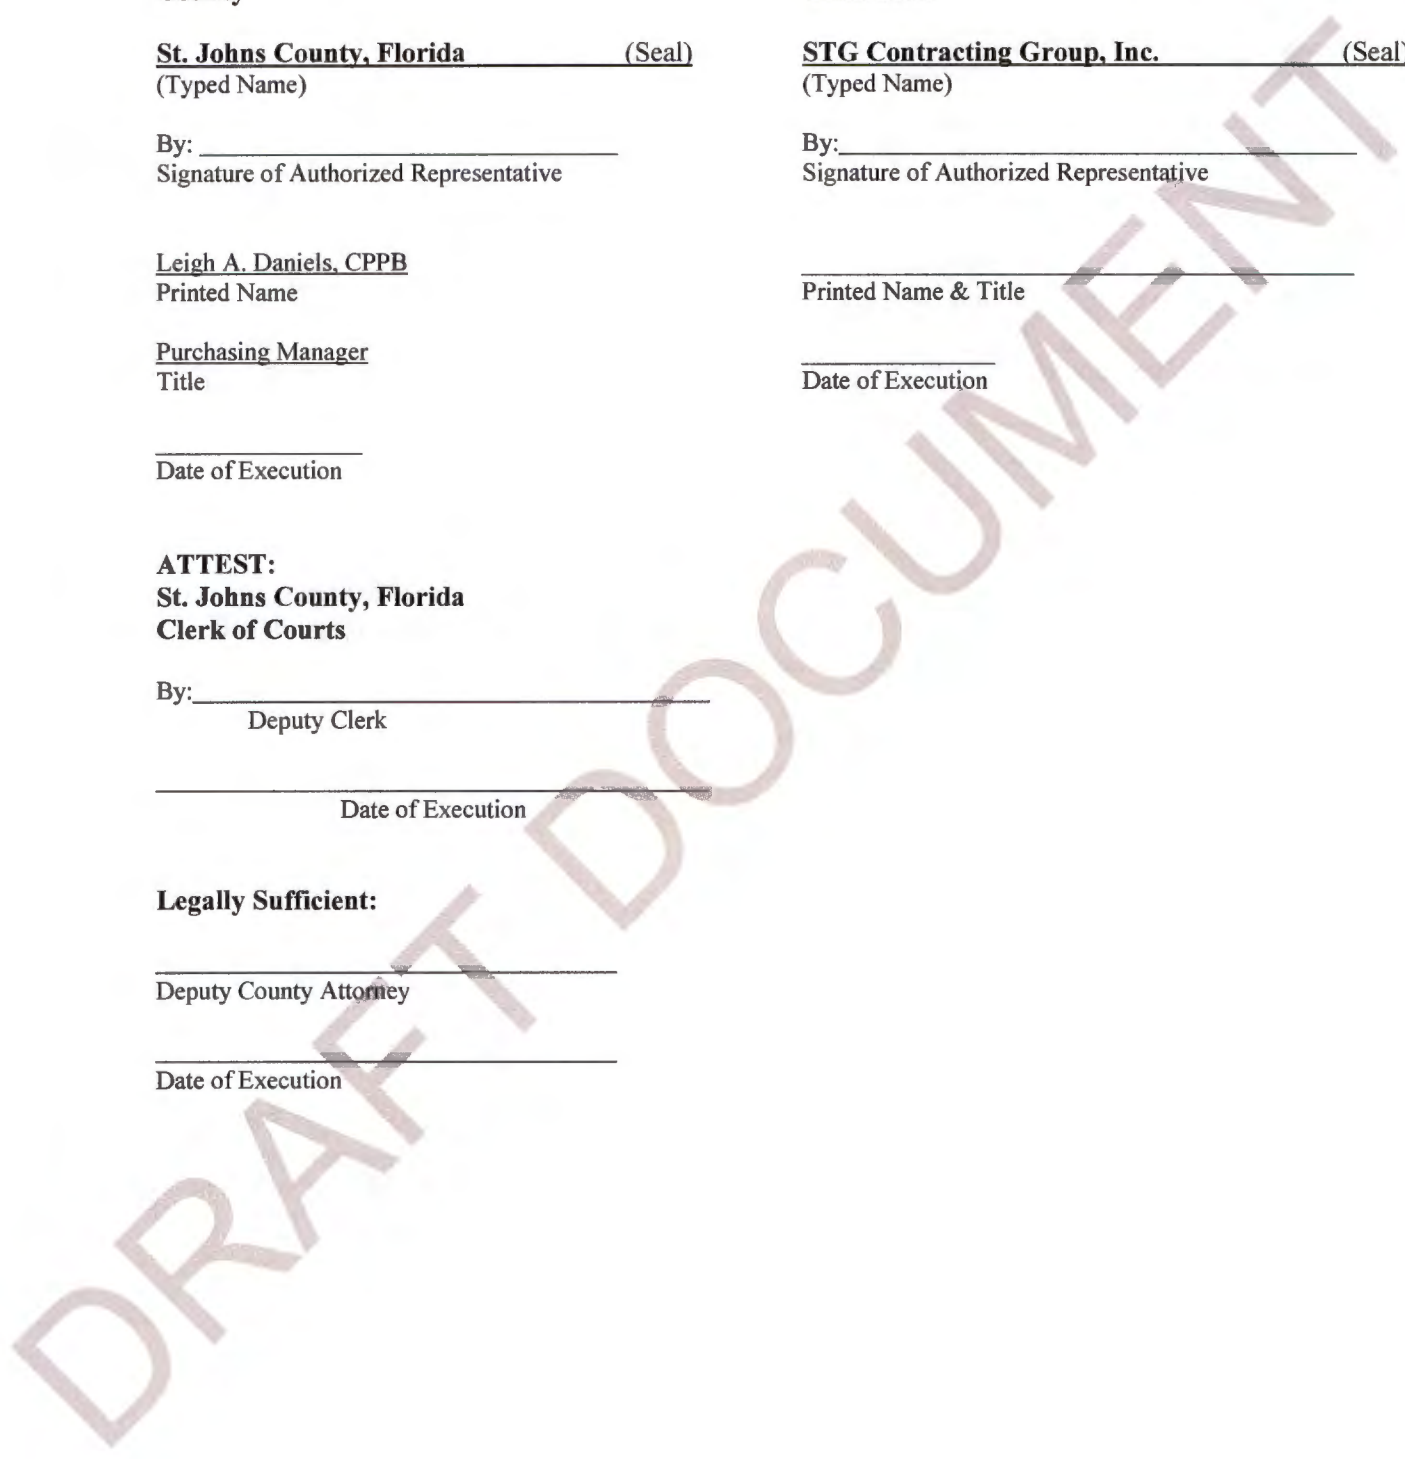 St. Johns County, Florida (Seal)
(Typed Name)
By:
Signature of Authorized Representative
Leigh A. Daniels, CPPB
Printed Name
Purchasing Manager
Title
Date of Execution
ATTEST:
St. Johns County, Florida
Clerk of Courts
By:
Deputy Clerk
Date of Execution
Legally Sufficient:
Deputy County Attorney
Date of Execution
STG Contracting Group, Inc. (Seal)
(Typed Name)
By:
Signature of Authorized Representative
Printed Name & Title
Date of Execution
DRAFT DOCUMENT